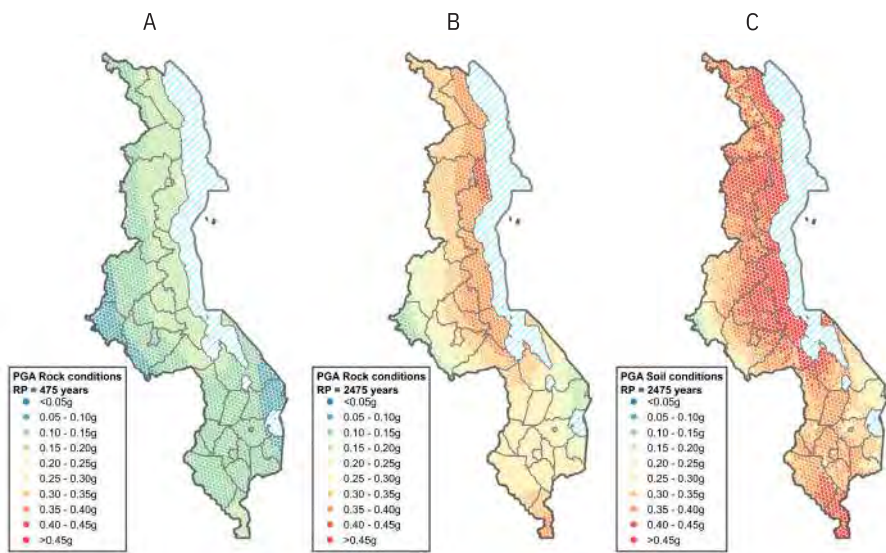 A
B
C
PGA Rock conditions
RP = 475 years
<0.05g
0.05 - 0.10g
0.10 - 0.15g
0.15 - 0.20g
0.20 - 0.25g
0.25 - 0.30g
0.30 - 0.35g
0.35 - 0.40g
0.40 - 0.45g
>0.45g
PGA Rock conditions
RP = 2475 years
<0.05g
0.05 - 0.10g
0.10 - 0.15g
0.15 - 0.20g
0.20 - 0.25g
0.25 - 0.30g
0.30 - 0.35g
0.35 - 0.40g
0.40 - 0.45g
>0.45g
PGA Soil conditions
RP = 2475 years
<0.05g
0.05 - 0.10g
0.10 - 0.15g
0.15 - 0.20g
0.20 - 0.25g
0.25 - 0.30g
0.30 - 0.35g
0.35 - 0.40g
0.40 - 0.45g
>0.45g